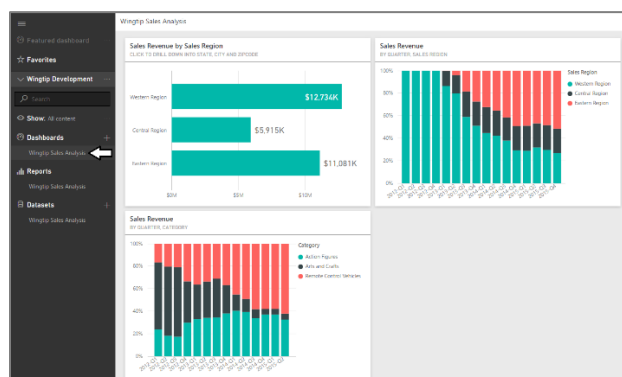 Wingtip Sales Analysis
Featured dashboard
Favorites
Wingtip Development
Search
Show: All content
Dashboards
Wingtip Sales Analysis
Reports
Wingtip Sales Analysis
Datasets
Wingtip Sales Analysis
Sales Revenue by Sales Region
CLICK TO DRILL DOWN INTO STATE, CITY AND ZIPCODE
Western Region
$12,734K
Central Region
$5,915K
Eastern Region
$11,081K
$0M
$5M
$10M
Sales Revenue
BY QUARTER, SALES REGION
100%
80%
60%
40%
20%
0%
Sales Region
Western Region
Central Region
Eastern Region
Sales Revenue
BY QUARTER, CATEGORY
100%
80%
60%
40%
20%
0%
Category
Action Figures
Arts and Crafts
Remote Control Vehicles